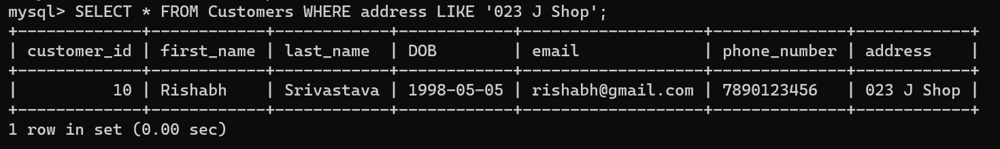 mysql> SELECT * FROM Customers WHERE address LIKE '023 J Shop';
+-------------+------------+------------+------------+-------------------+--------------+------------+
| customer_id | first_name | last_name  | DOB        | email             | phone_number | address    |
+-------------+------------+------------+------------+-------------------+--------------+------------+
|          10 | Rishabh    | Srivastava | 1998-05-05 | rishabh@gmail.com | 7890123456   | 023 J Shop |
+-------------+------------+------------+------------+-------------------+--------------+------------+
1 row in set (0.00 sec)